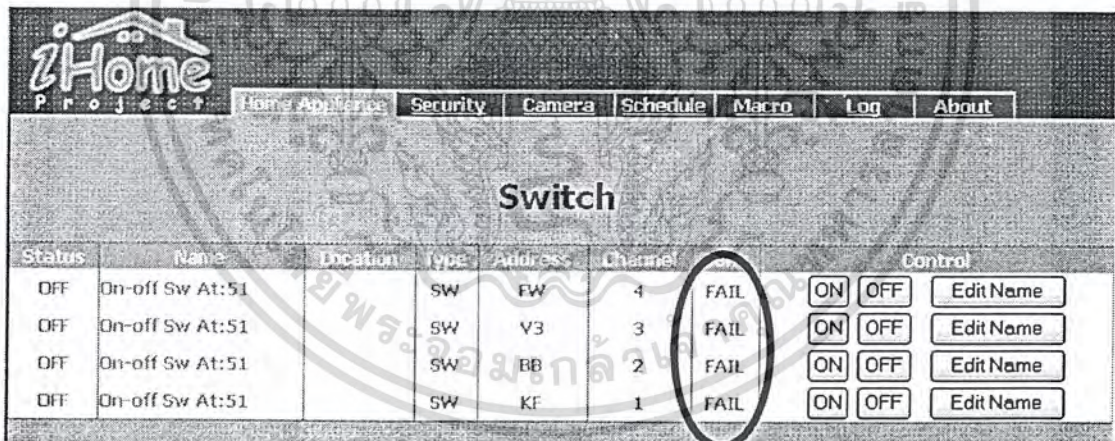 iHome
Project
Home Appliance Security Camera Schedule Macro Log About
Switch
Status Name Location Type Address Channel Control
OFF On-off Sw At:51 SW FW 4 FAIL ON OFF Edit Name
OFF On-off Sw At:51 SW V3 3 FAIL ON OFF Edit Name
OFF On-off Sw At:51 SW BB 2 FAIL ON OFF Edit Name
OFF On-off Sw At:51 SW KF 1 FAIL ON OFF Edit Name